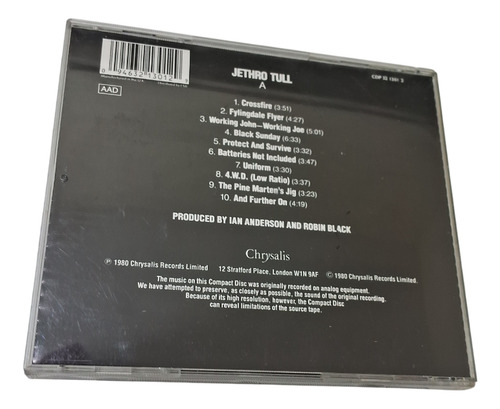 0 94632 13012
AAD
CDP 32 1301 2
JETHRO TULL
A
1. Crossfire (3:51)
2. Fylingdale Flyer (4:27)
3. Working John—Working Joe (5:01)
4. Black Sunday (6:33)
5. Protect And Survive (3:32)
6. Batteries Not Included (3:47)
7. Uniform (3:30)
8. 4.W.D. (Low Ratio) (3:37)
9. The Pine Marten's Jig (3:23)
10. And Further On (4:19)
PRODUCED BY IAN ANDERSON AND ROBIN BLACK
Chrysalis
℗ 1980 Chrysalis Records Limited 12 Stratford Place, London W1N 9AF © 1980 Chrysalis Records Limited
The music on this Compact Disc was originally recorded on analog equipment.
We have attempted to preserve, as closely as possible, the sound of the original recording.
Because of its high resolution, however, the Compact Disc
can reveal limitations of the source tape.